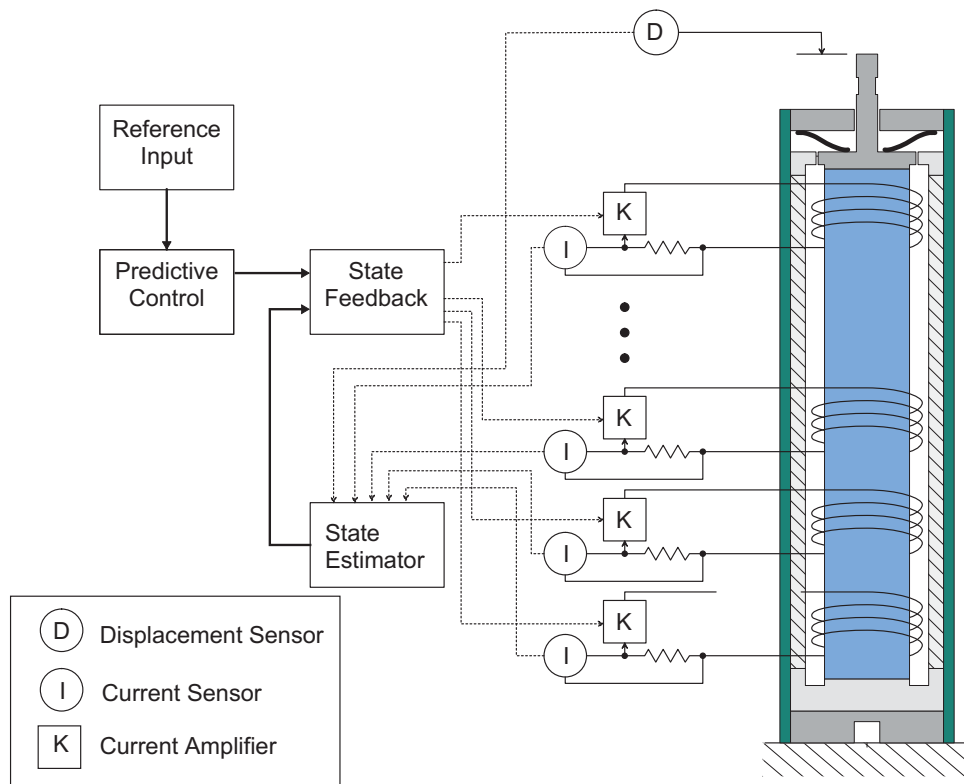 D
Reference
Input
Predictive
Control
State
Feedback
K
I
K
I
K
State
Estimator
I
K
I
D Displacement Sensor
I Current Sensor
K Current Amplifier